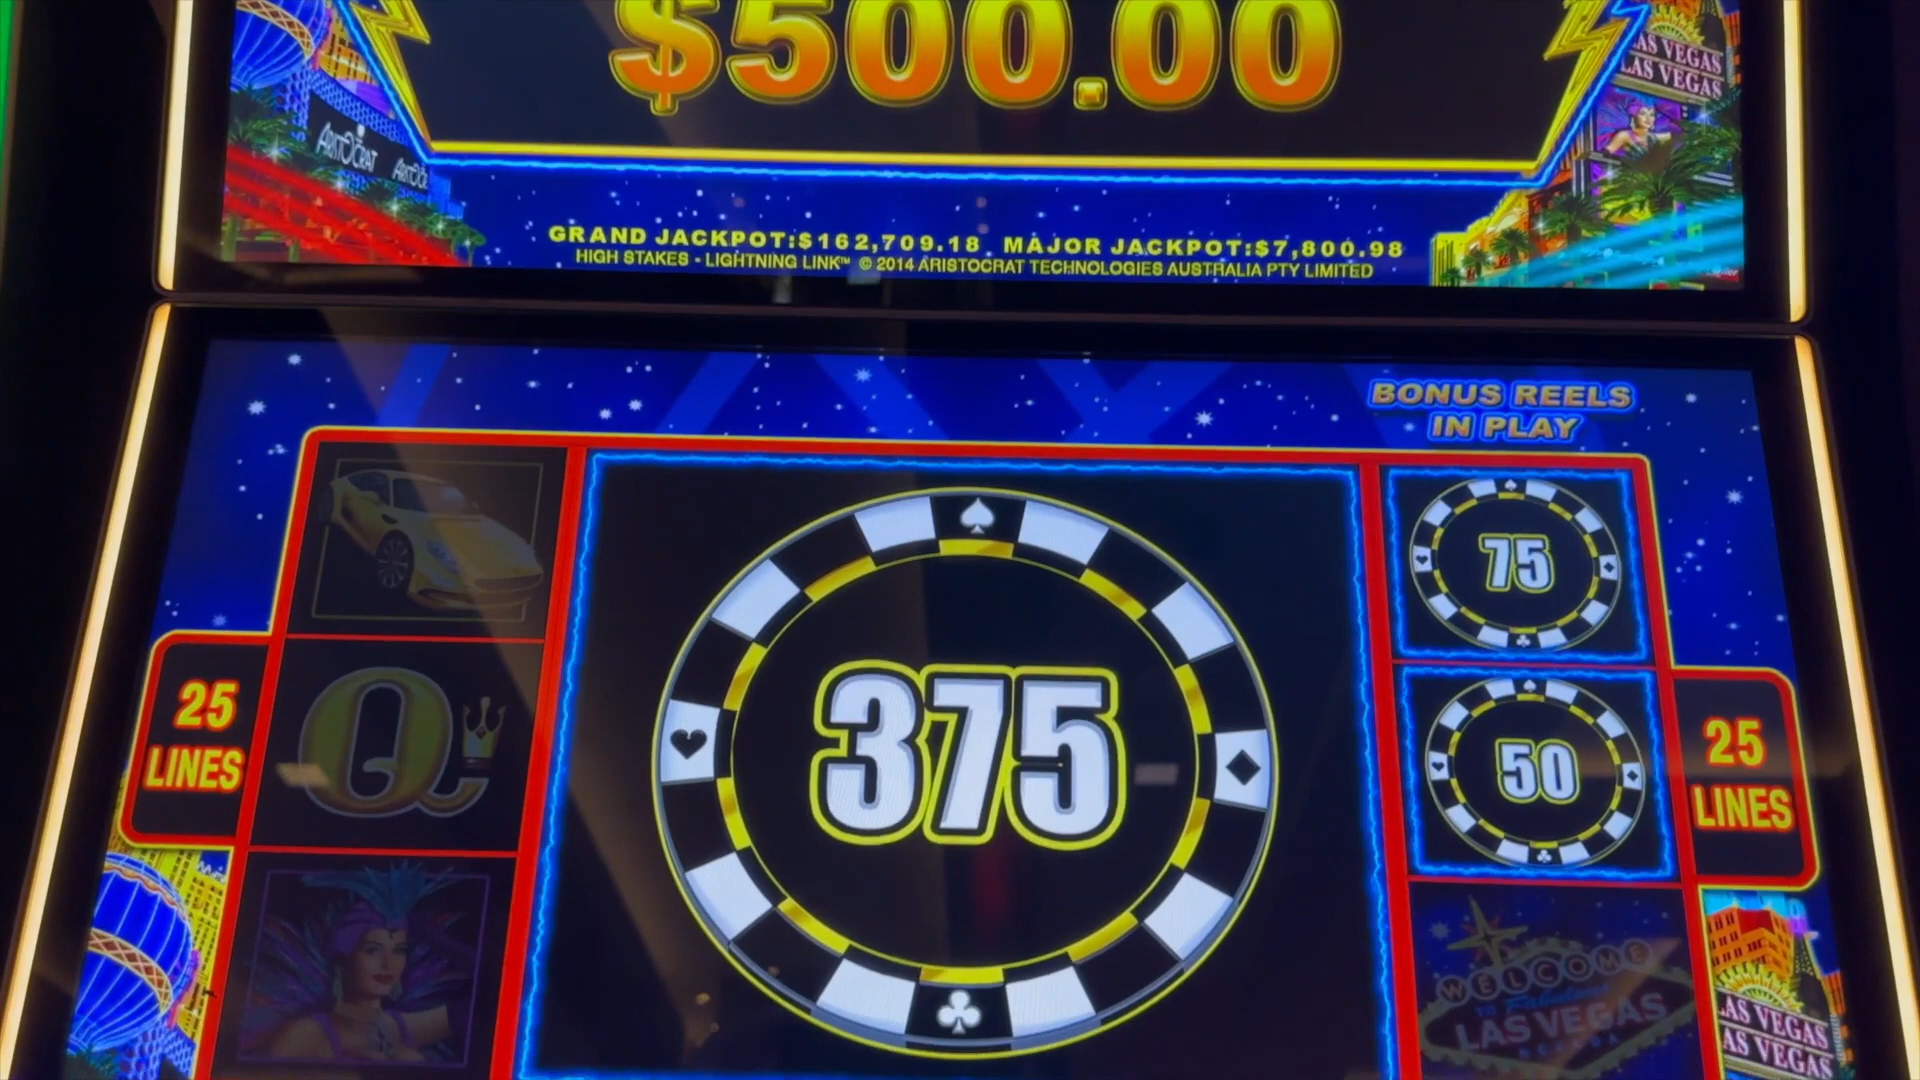 $500.00
LAS VEGAS
LAS VEGAS
ARISTOCRAT
GRAND JACKPOT:$162,709.18 MAJOR JACKPOT:$7,800.98
HIGH STAKES - LIGHTNING LINK™ © 2014 ARISTOCRAT TECHNOLOGIES AUSTRALIA PTY LIMITED
BONUS REELS
IN PLAY
75
25
LINES
Q
375
50
25
LINES
WELCOME
TO Fabulous
LAS VEGAS
NEVADA
LAS VEGAS
LAS VEGAS